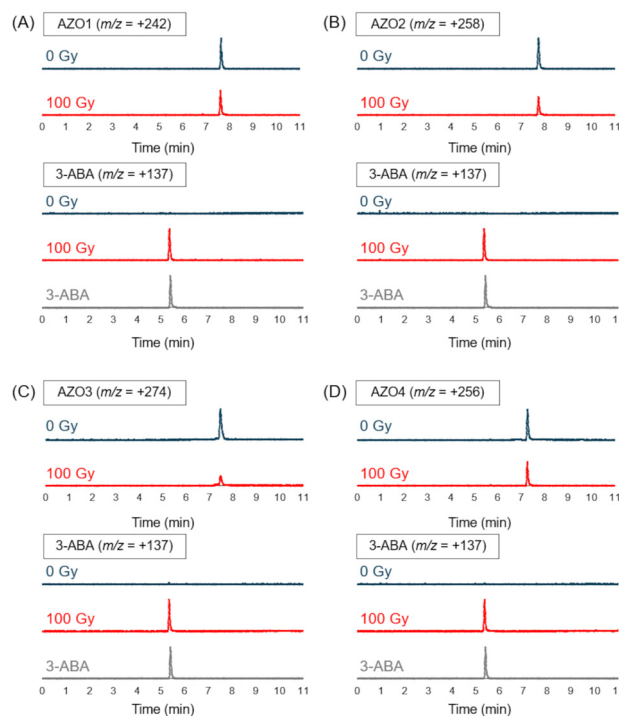 (A) AZO1 (m/z = +242)
0 Gy
100 Gy
0 1 2 3 4 5 6 7 8 9 10 11
Time (min)
3-ABA (m/z = +137)
0 Gy
100 Gy
3-ABA
0 1 2 3 4 5 6 7 8 9 10 11
Time (min)
(B) AZO2 (m/z = +258)
0 Gy
100 Gy
0 1 2 3 4 5 6 7 8 9 10 11
Time (min)
3-ABA (m/z = +137)
0 Gy
100 Gy
3-ABA
0 1 2 3 4 5 6 7 8 9 10 11
Time (min)
(C) AZO3 (m/z = +274)
0 Gy
100 Gy
0 1 2 3 4 5 6 7 8 9 10 11
Time (min)
3-ABA (m/z = +137)
0 Gy
100 Gy
3-ABA
0 1 2 3 4 5 6 7 8 9 10 11
Time (min)
(D) AZO4 (m/z = +256)
0 Gy
100 Gy
0 1 2 3 4 5 6 7 8 9 10 11
Time (min)
3-ABA (m/z = +137)
0 Gy
100 Gy
3-ABA
0 1 2 3 4 5 6 7 8 9 10 11
Time (min)